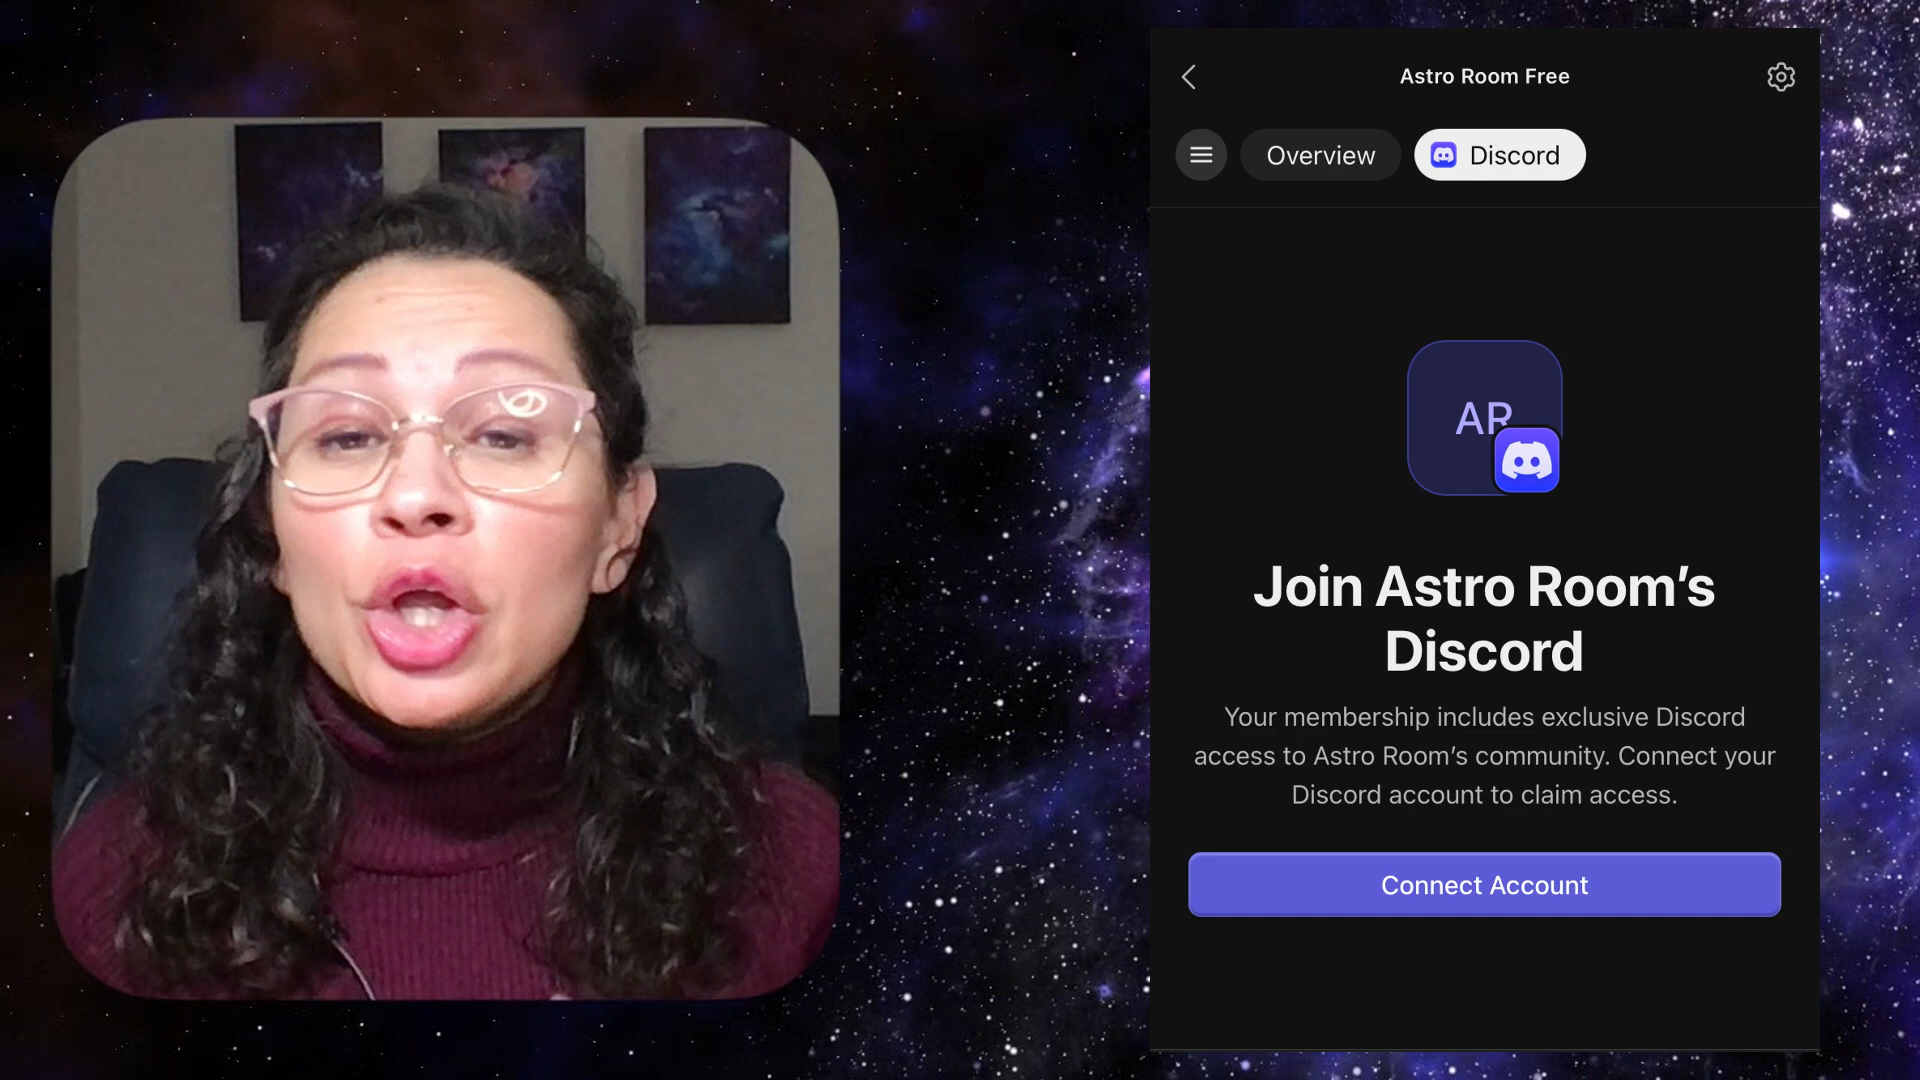 Astro Room Free
Overview
Discord
AR
Join Astro Room’s
Discord
Your membership includes exclusive Discord
access to Astro Room’s community. Connect your
Discord account to claim access.
Connect Account